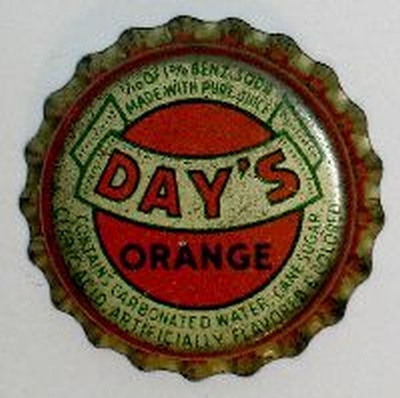 1/10 OF 1% BENZ. SODA
MADE WITH PURE JUICE
DAY'S
ORANGE
CONTAINS CARBONATED WATER, CANE SUGAR,
CITRIC ACID, ARTIFICIALLY FLAVORED & COLORED